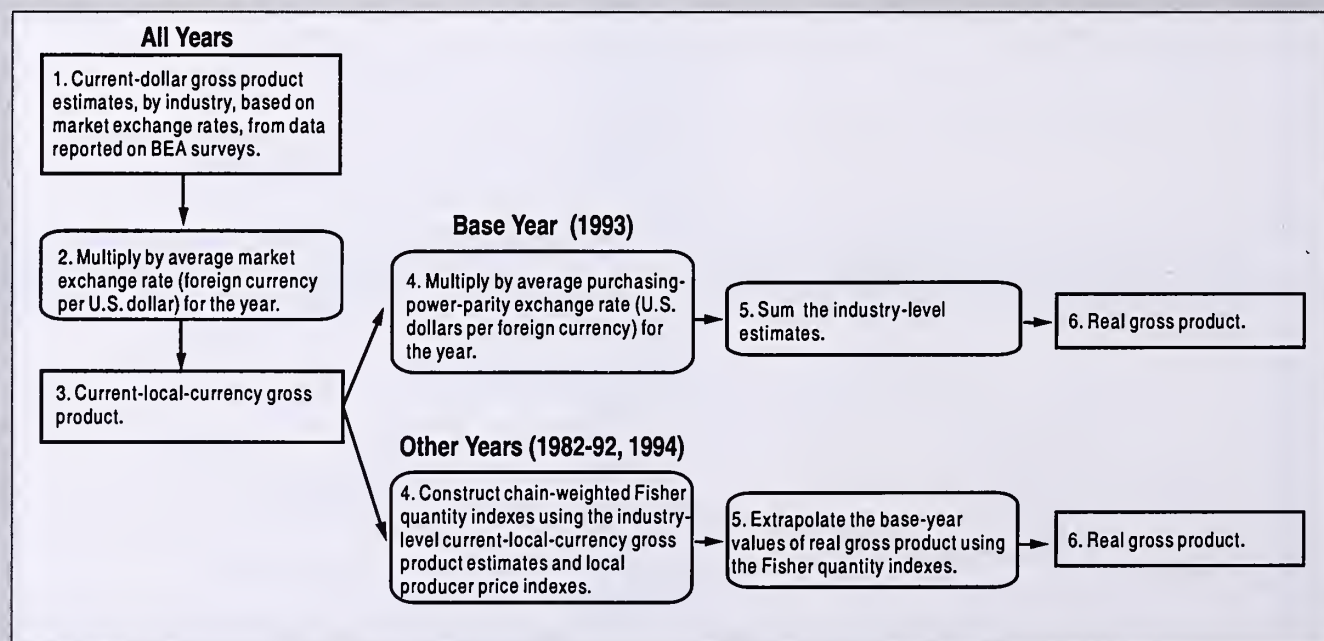 All Years
1. Current-dollar gross product
estimates, by industry, based on
market exchange rates, from data
reported on BEA surveys.
2. Multiply by average market
exchange rate (foreign currency
per U.S. dollar) for the year.
3. Current-local-currency gross
product.
Base Year (1993)
4. Multiply by average purchasing-
power-parity exchange rate (U.S.
dollars per foreign currency) for
the year.
5. Sum the industry-level
estimates.
6. Real gross product.
Other Years (1982-92, 1994)
4. Construct chain-weighted Fisher
quantity indexes using the industry-
level current-local-currency gross
product estimates and local
producer price indexes.
5. Extrapolate the base-year
values of real gross product using
the Fisher quantity indexes.
6. Real gross product.